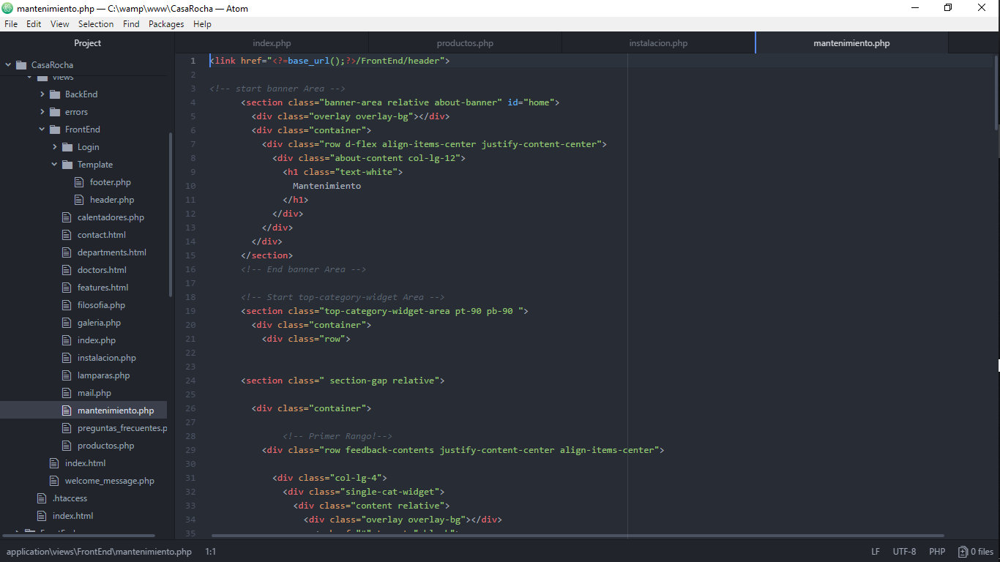 mantenimiento.php — C:\wamp\www\CasaRocha — Atom
File Edit View Selection Find Packages Help
Project
CasaRocha
views
BackEnd
errors
FrontEnd
Login
Template
footer.php
header.php
calentadores.php
contact.html
departments.html
doctors.html
features.html
filosofia.php
galeria.php
index.php
instalacion.php
lamparas.php
mail.php
mantenimiento.php
preguntas_frecuentes.p
productos.php
index.html
welcome_message.php
.htaccess
index.html
index.php productos.php instalacion.php mantenimiento.php
1 <link href="<?=base_url();?>/FrontEnd/header">
2
3 <!-- start banner Area -->
4 <section class="banner-area relative about-banner" id="home">
5 <div class="overlay overlay-bg"></div>
6 <div class="container">
7 <div class="row d-flex align-items-center justify-content-center">
8 <div class="about-content col-lg-12">
9 <h1 class="text-white">
10 Mantenimiento
11 </h1>
12 </div>
13 </div>
14 </div>
15 </section>
16 <!-- End banner Area -->
17
18 <!-- Start top-category-widget Area -->
19 <section class="top-category-widget-area pt-90 pb-90 ">
20 <div class="container">
21 <div class="row">
22
23
24 <section class=" section-gap relative">
25
26 <div class="container">
27
28 <!-- Primer Rango!-->
29 <div class="row feedback-contents justify-content-center align-items-center">
30
31 <div class="col-lg-4">
32 <div class="single-cat-widget">
33 <div class="content relative">
34 <div class="overlay overlay-bg"></div>
35
application\views\FrontEnd\mantenimiento.php 1:1 LF UTF-8 PHP 0 files